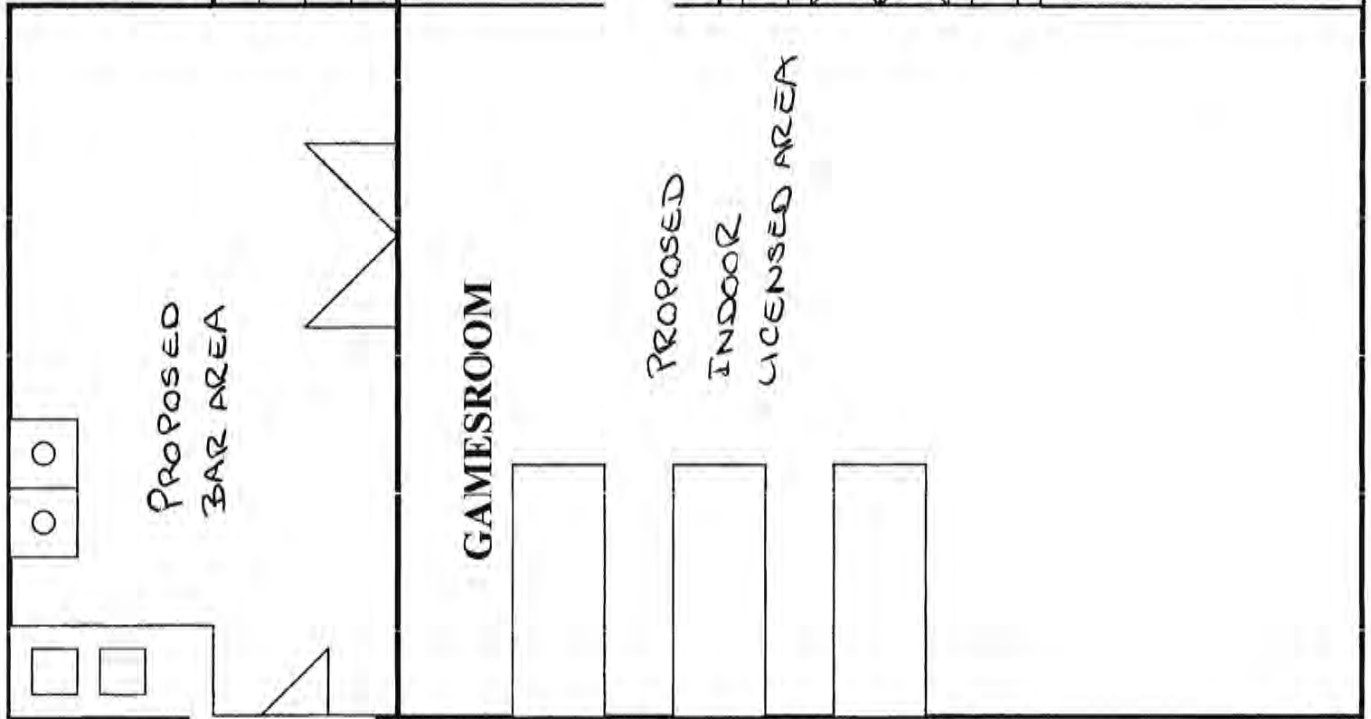 PROPOSED
BAR AREA
GAMESROOM
PROPOSED
INDOOR
LICENSED AREA